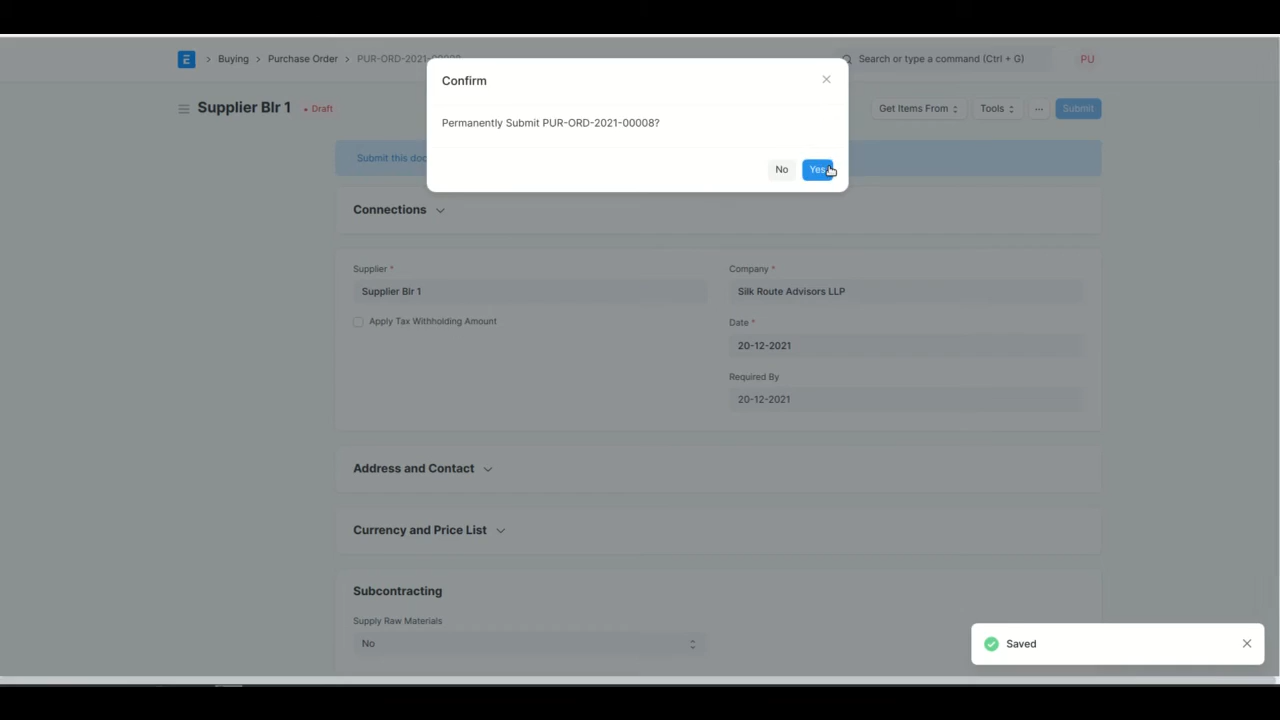 E > Buying > Purchase Order > PUR-ORD-2021-00008
Search or type a command (Ctrl + G)
PU
Confirm
Permanently Submit PUR-ORD-2021-00008?
No
Yes
Supplier Blr 1
Draft
Get Items From
Tools
...
Submit
Submit this doc
Connections
Supplier *
Supplier Blr 1
Apply Tax Withholding Amount
Company *
Silk Route Advisors LLP
Date *
20-12-2021
Required By
20-12-2021
Address and Contact
Currency and Price List
Subcontracting
Supply Raw Materials
No
Saved